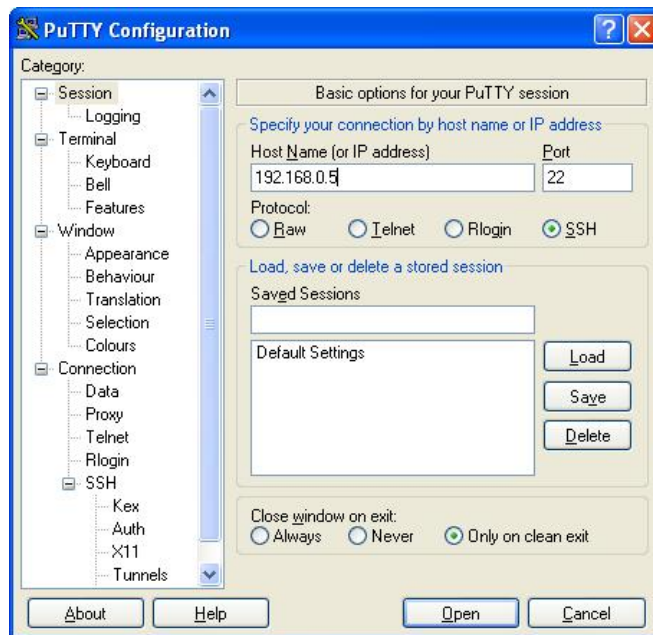 PuTTY Configuration
Category:
Session
Logging
Terminal
Keyboard
Bell
Features
Window
Appearance
Behaviour
Translation
Selection
Colours
Connection
Data
Proxy
Telnet
Rlogin
SSH
Kex
Auth
X11
Tunnels
Basic options for your PuTTY session
Specify your connection by host name or IP address
Host Name (or IP address) Port
192.168.0.5 22
Protocol:
Raw Telnet Rlogin SSH
Load, save or delete a stored session
Saved Sessions
Default Settings
Load
Save
Delete
Close window on exit:
Always Never Only on clean exit
About Help Open Cancel